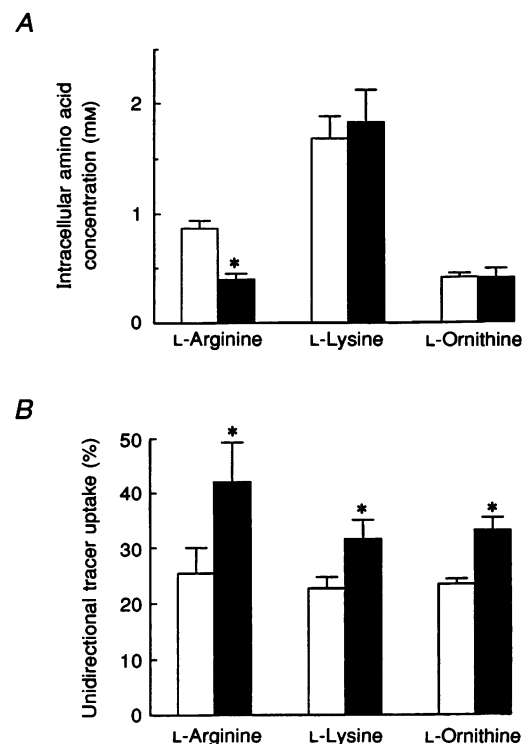 A
Intracellular amino acid
concentration (mM)
2
1
0
*
L-Arginine
L-Lysine
L-Ornithine
B
Unidirectional tracer uptake (%)
50
40
30
20
10
0
*
*
*
L-Arginine
L-Lysine
L-Ornithine